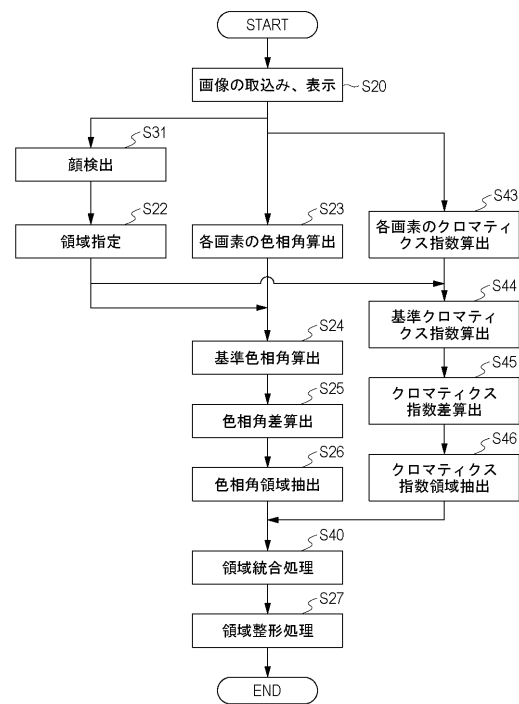 START
画像の取込み、表示
S20
S31
顔検出
S22
領域指定
S23
各画素の色相角算出
S43
各画素のクロマティ
クス指数算出
S44
基準クロマティ
クス指数算出
S24
基準色相角算出
S45
クロマティクス
指数差算出
S25
色相角差算出
S46
クロマティクス
指数領域抽出
S26
色相角領域抽出
S40
領域統合処理
S27
領域整形処理
END